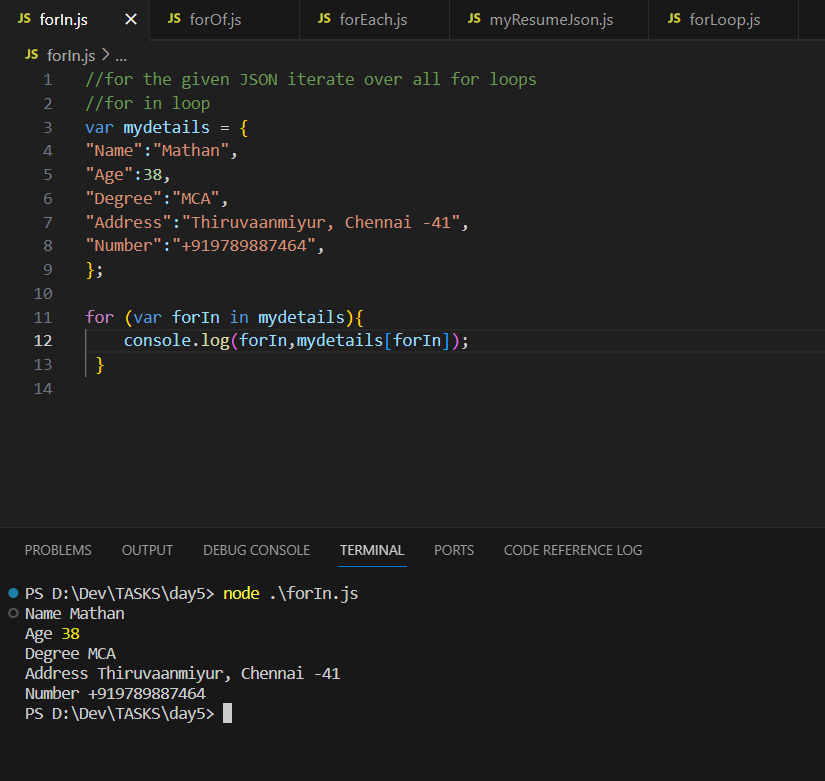 JS forIn.js × JS forOf.js JS forEach.js JS myResumeJson.js JS forLoop.js
JS forIn.js > ...
1 //for the given JSON iterate over all for loops
2 //for in loop
3 var mydetails = {
4 "Name":"Mathan",
5 "Age":38,
6 "Degree":"MCA",
7 "Address":"Thiruvaanmiyur, Chennai -41",
8 "Number":"+919789887464",
9 };
10
11 for (var forIn in mydetails){
12 console.log(forIn,mydetails[forIn]);
13 }
14
PROBLEMS OUTPUT DEBUG CONSOLE TERMINAL PORTS CODE REFERENCE LOG
PS D:\Dev\TASKS\day5> node .\forIn.js
Name Mathan
Age 38
Degree MCA
Address Thiruvaanmiyur, Chennai -41
Number +919789887464
PS D:\Dev\TASKS\day5>